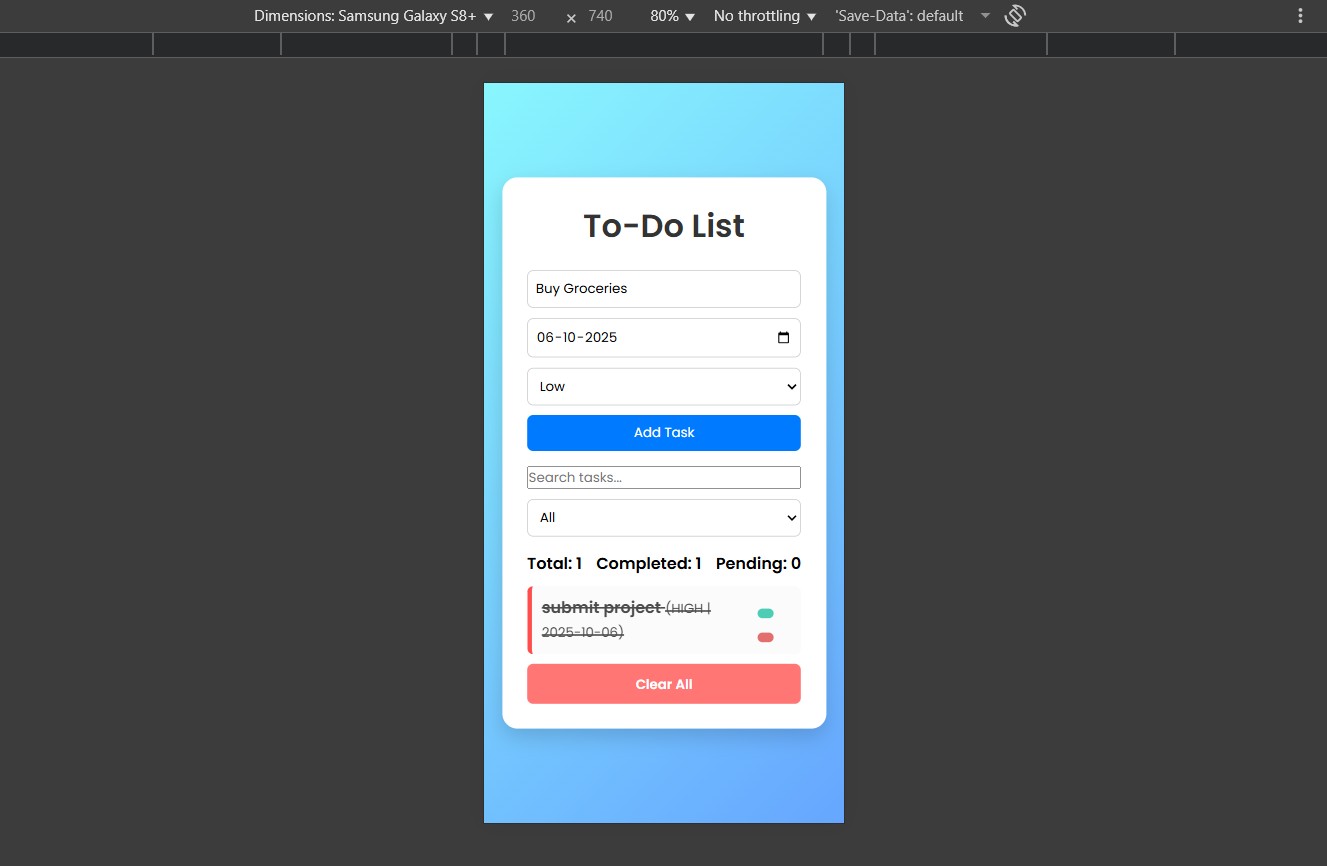 Dimensions: Samsung Galaxy S8+ 360 × 740 80% No throttling 'Save-Data': default
To-Do List
Buy Groceries
06-10-2025
Low
Add Task
Search tasks...
All
Total: 1 Completed: 1 Pending: 0
submit project (HIGH |
2025-10-06)
Clear All